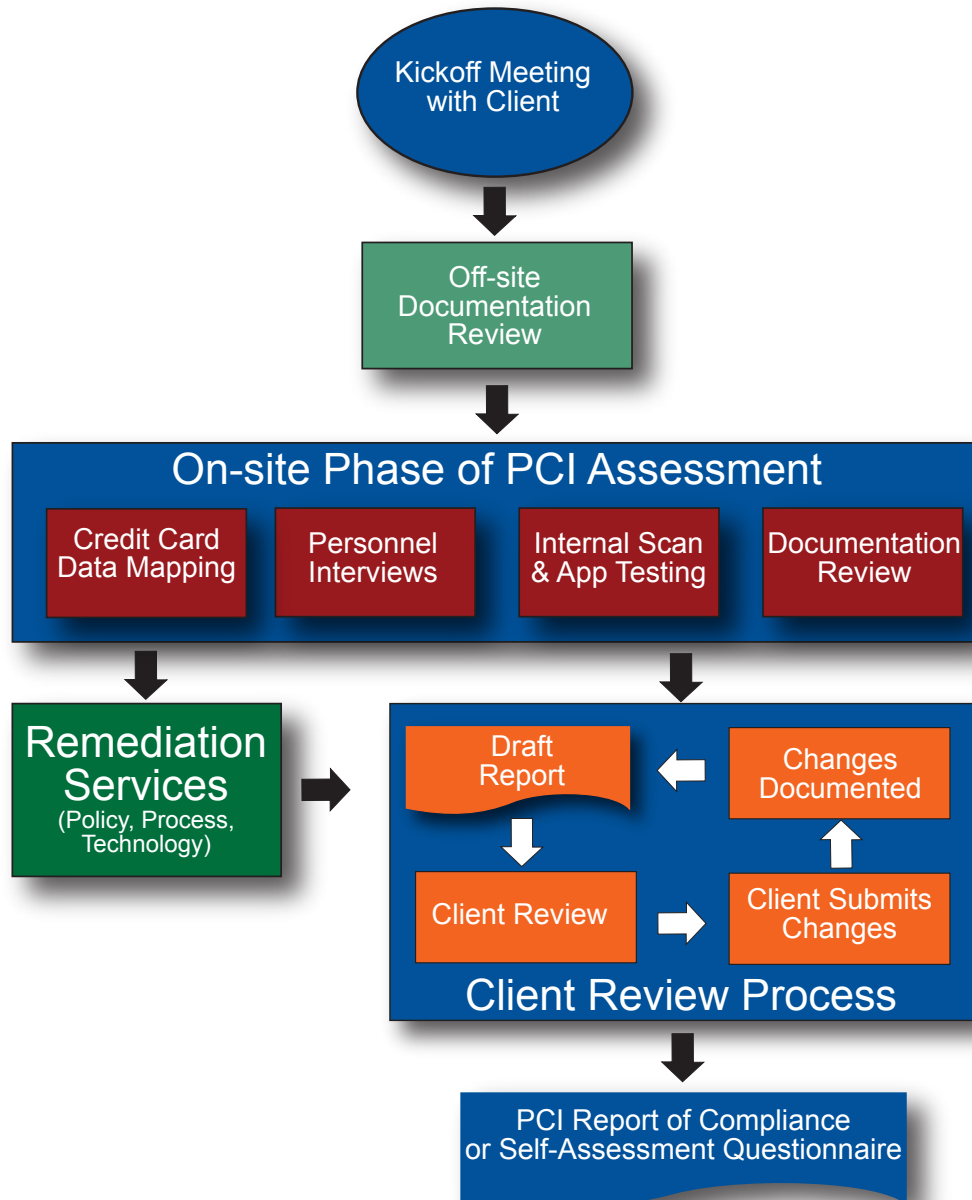 Kickoff Meeting
with Client
Off-site
Documentation
Review
On-site Phase of PCI Assessment
Credit Card
Data Mapping
Personnel
Interviews
Internal Scan
& App Testing
Documentation
Review
Remediation
Services
(Policy, Process,
Technology)
Draft
Report
Changes
Documented
Client Review
Client Submits
Changes
Client Review Process
PCI Report of Compliance
or Self-Assessment Questionnaire